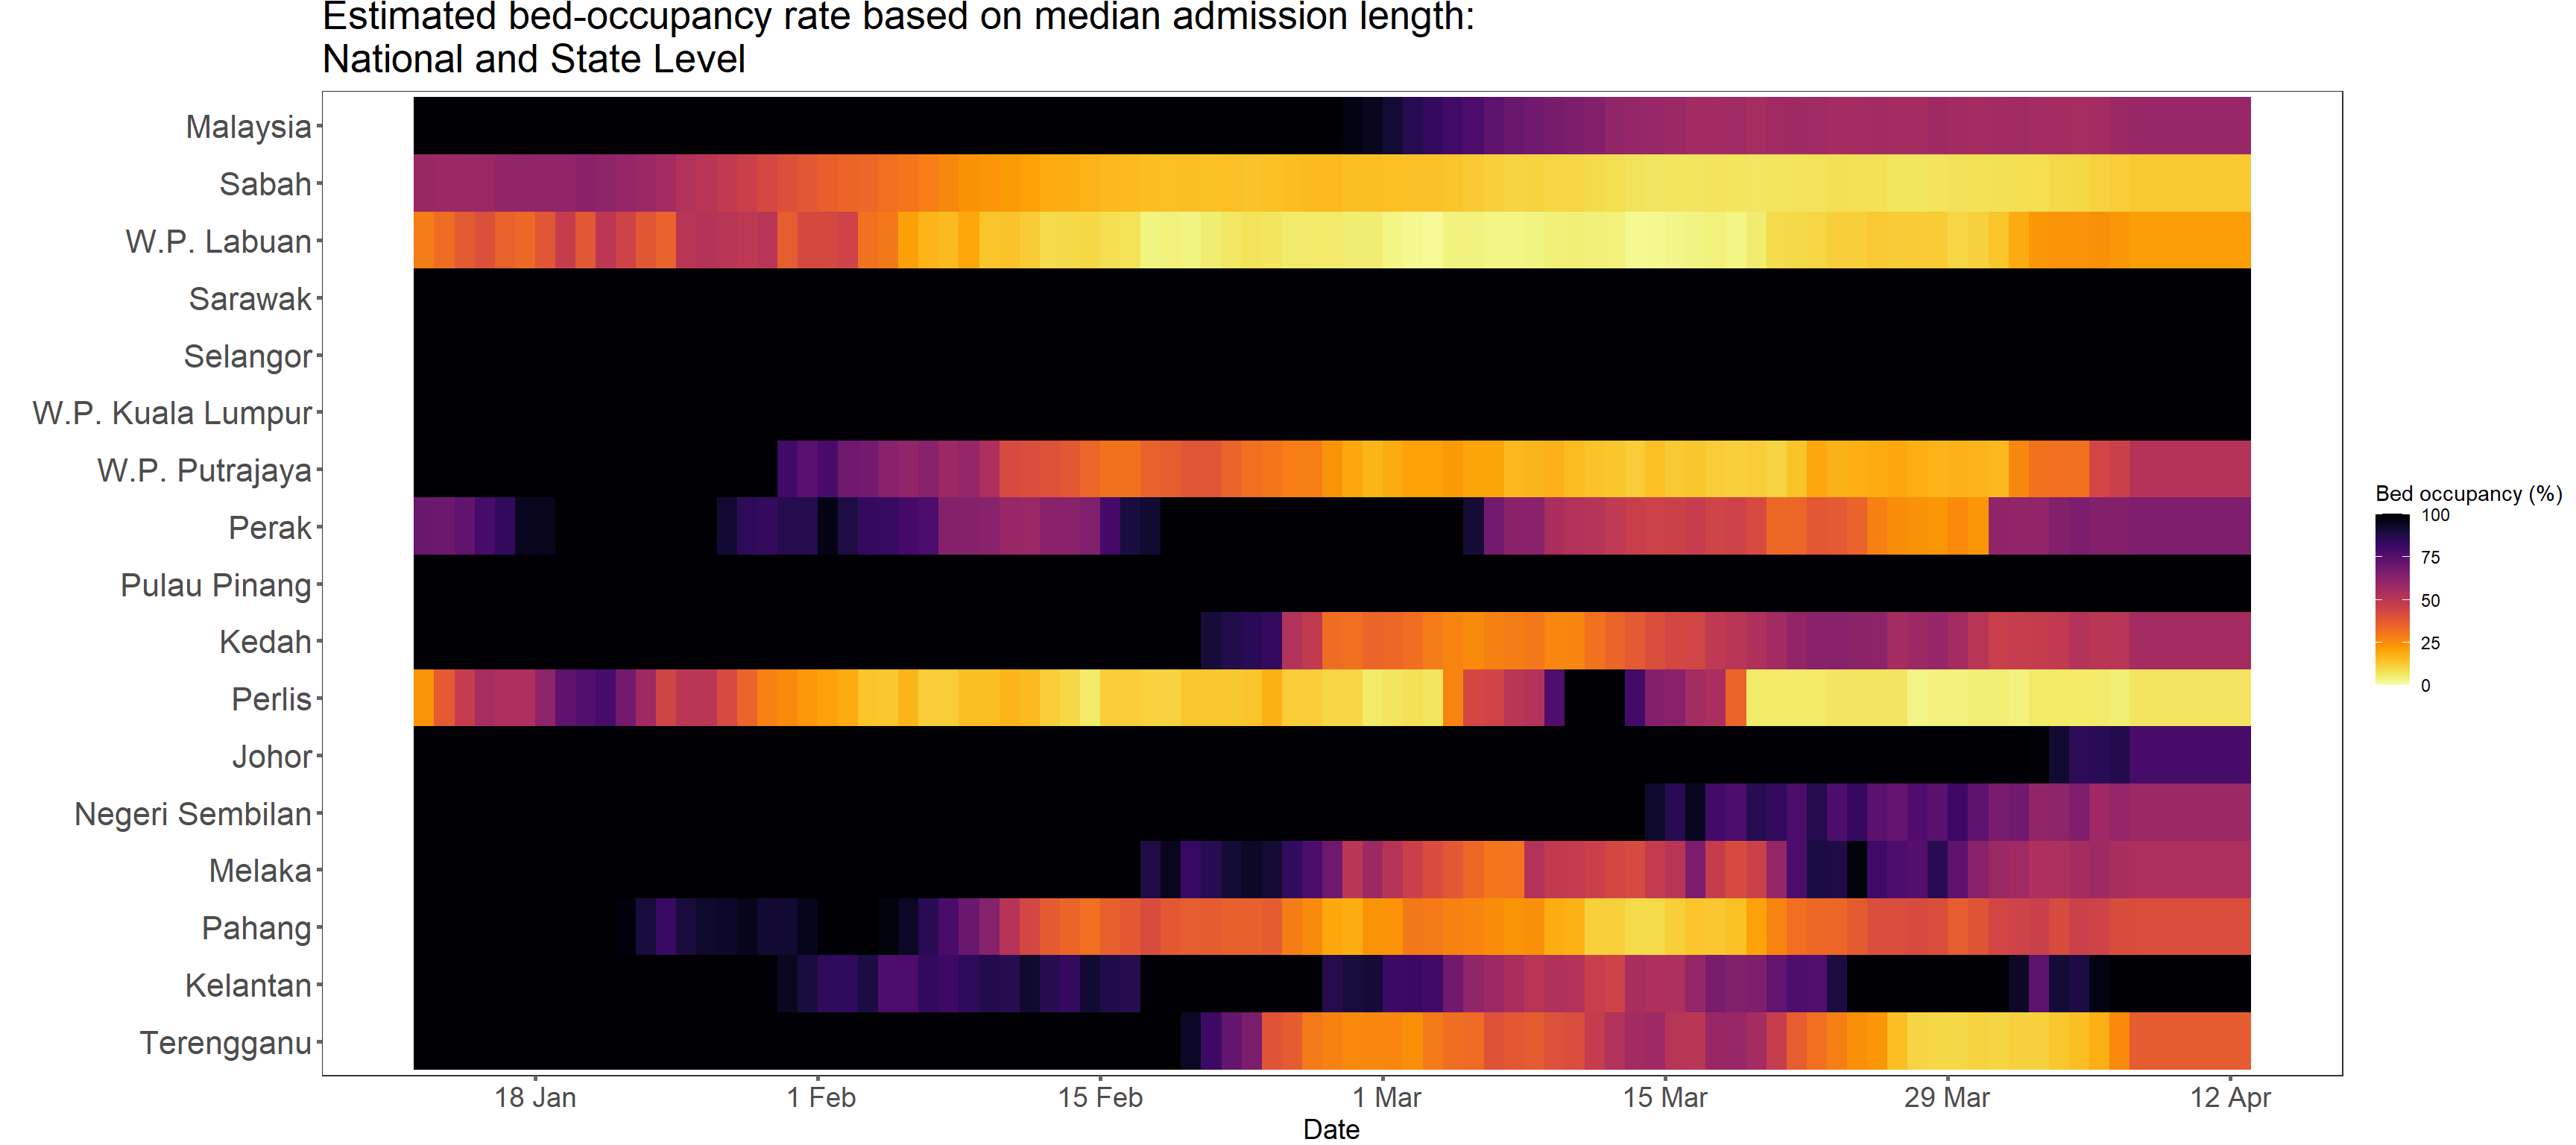 Estimated bed-occupancy rate based on median admission length:
National and State Level
Malaysia
Sabah
W.P. Labuan
Sarawak
Selangor
W.P. Kuala Lumpur
W.P. Putrajaya
Perak
Pulau Pinang
Kedah
Perlis
Johor
Negeri Sembilan
Melaka
Pahang
Kelantan
Terengganu
18 Jan
1 Feb
15 Feb
1 Mar
15 Mar
29 Mar
12 Apr
Date
Bed occupancy (%)
100
75
50
25
0